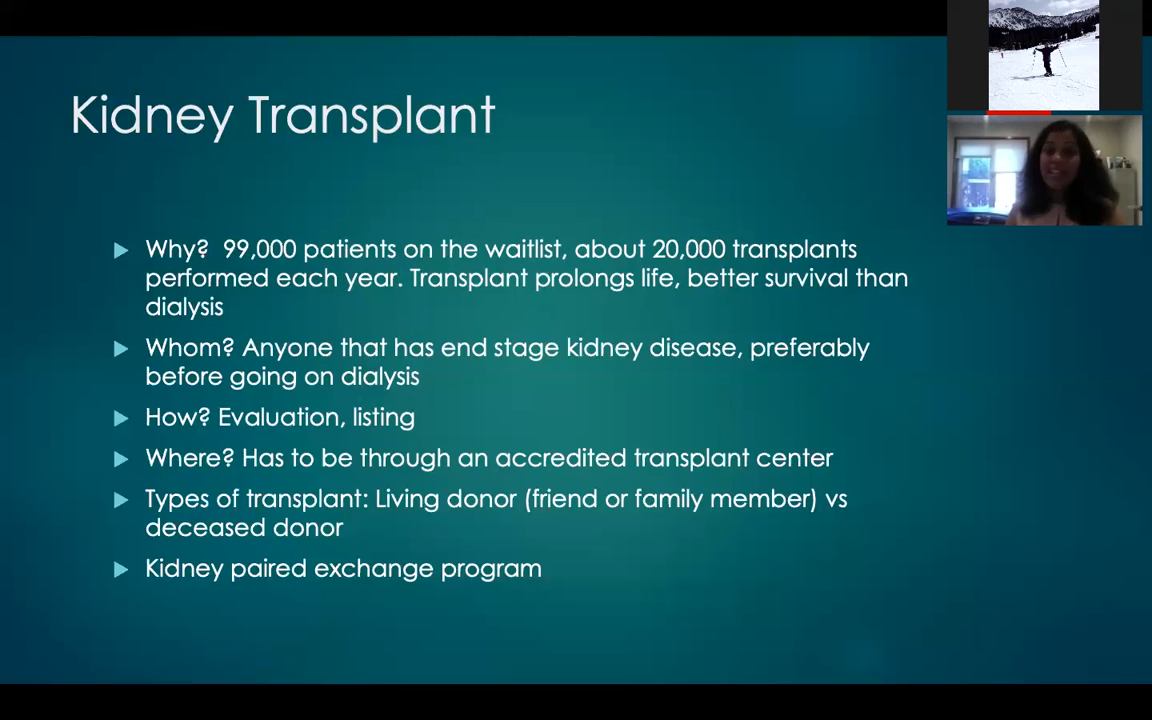 Kidney Transplant
Why?  99,000 patients on the waitlist, about 20,000 transplants
performed each year. Transplant prolongs life, better survival than
dialysis
Whom? Anyone that has end stage kidney disease, preferably
before going on dialysis
How? Evaluation, listing
Where? Has to be through an accredited transplant center
Types of transplant: Living donor (friend or family member) vs
deceased donor
Kidney paired exchange program